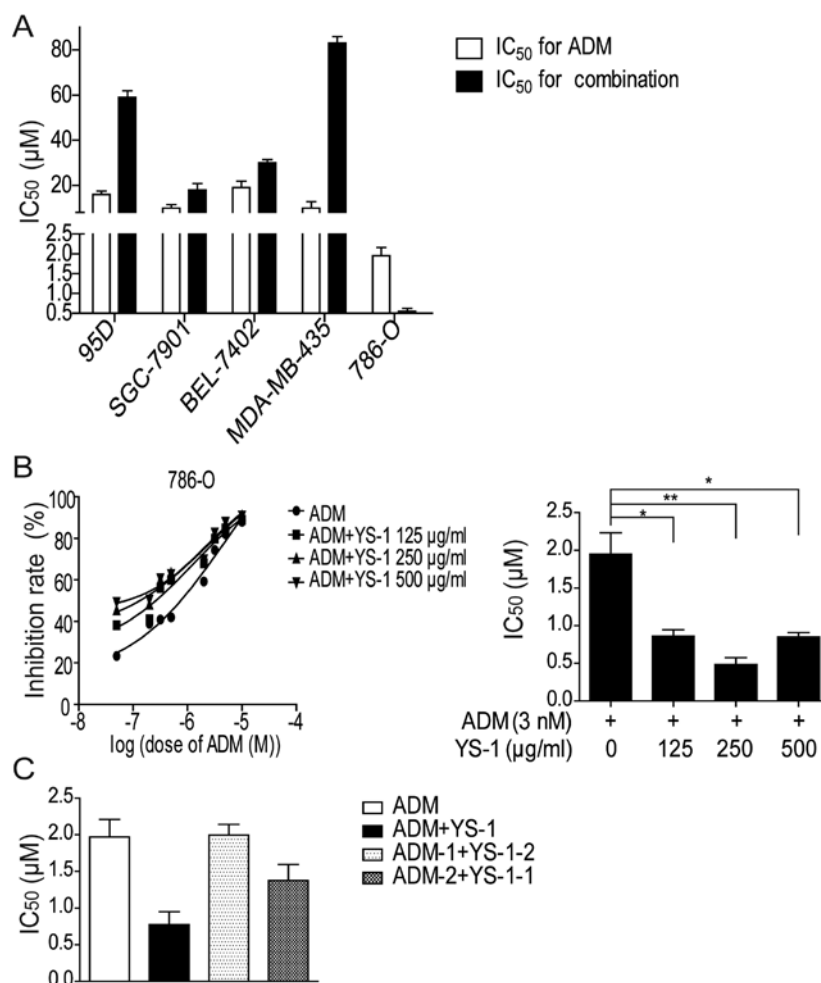 A
IC50 (µM)
80
60
40
20
2.5
2.0
1.5
1.0
0.5
95D
SGC-7901
BEL-7402
MDA-MB-435
786-O
IC50 for ADM
IC50 for combination
B
786-O
Inhibition rate (%)
100
80
60
40
20
0
-8 -7 -6 -5 -4
log (dose of ADM (M))
ADM
ADM+YS-1 125 µg/ml
ADM+YS-1 250 µg/ml
ADM+YS-1 500 µg/ml
IC50 (µM)
2.5
2.0
1.5
1.0
0.5
0.0
*
**
*
ADM (3 nM) + + + +
YS-1 (µg/ml) 0 125 250 500
C
IC50 (µM)
2.5
2.0
1.5
1.0
0.5
0.0
ADM
ADM+YS-1
ADM-1+YS-1-2
ADM-2+YS-1-1